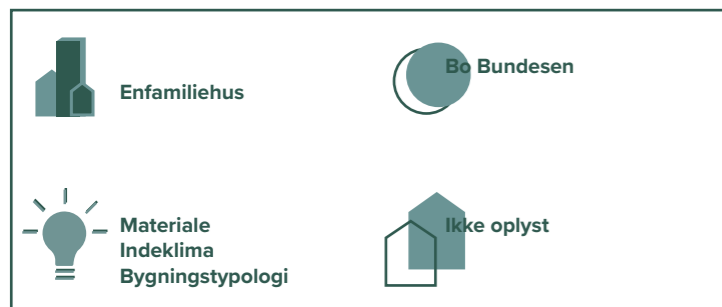 Enfamiliehus
Bo Bundesen
Materiale
Indeklima
Bygningstypologi
Ikke oplyst